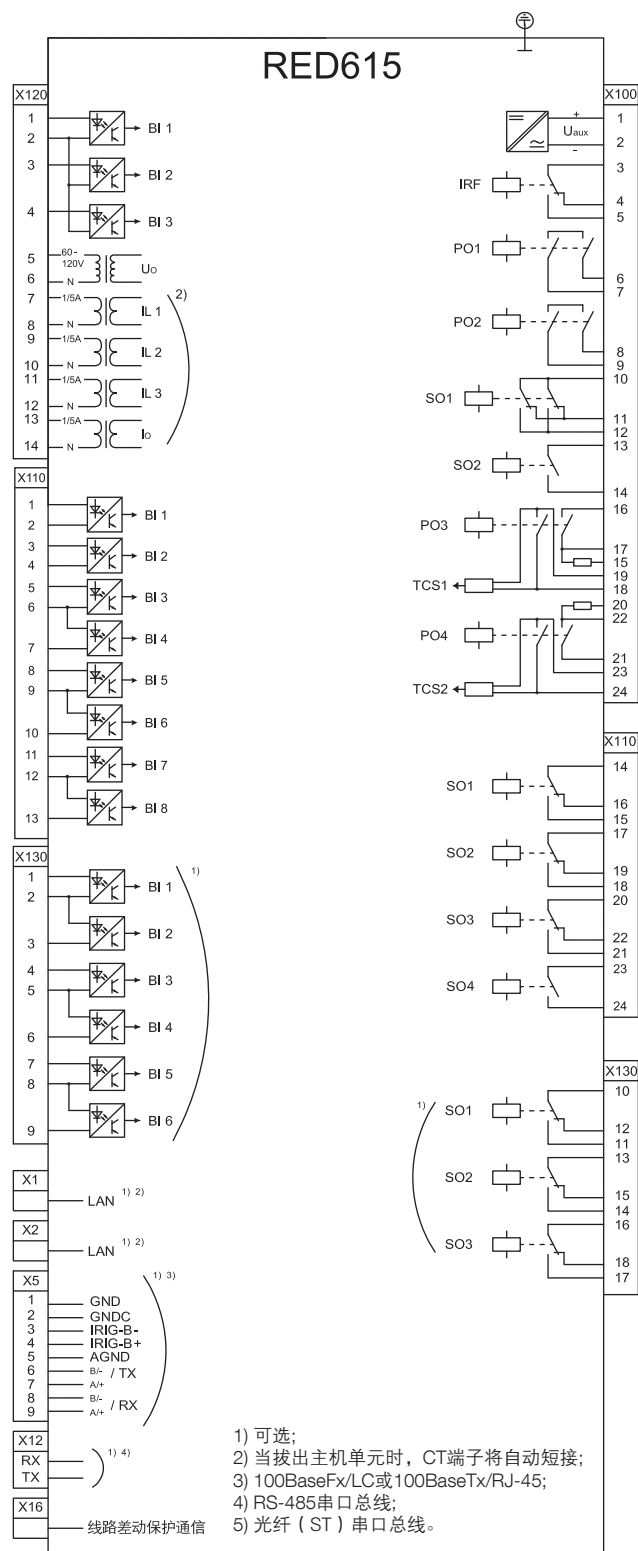 RED615
X120
1
2
3
4
BI 1
BI 2
BI 3
5 60-120V
6 N
Uo
7 1/5A
8 N
IL 1
2)
9 1/5A
10 N
IL 2
11 1/5A
12 N
IL 3
13 1/5A
14 N
Io
X110
1
2
BI 1
3
4
BI 2
5
6
BI 3
7
BI 4
8
9
BI 5
10
BI 6
11
12
BI 7
13
BI 8
X130
1
2
BI 1
1)
3
BI 2
4
5
BI 3
6
BI 4
7
8
BI 5
9
BI 6
X1
LAN 1) 2)
X2
LAN 1) 2)
X5
1) 3)
1 GND
2 GNDC
3 IRIG-B-
4 IRIG-B+
5 AGND
6 B/-
7 A/+
/ TX
8 B/-
9 A/+
/ RX
X12
RX
TX
1) 4)
X16
线路差动保护通信
X100
+
Uaux
-
1
2
IRF
3
4
5
PO1
6
7
PO2
8
9
SO1
10
11
12
SO2
13
14
PO3
16
17
15
19
TCS1
18
20
22
PO4
21
23
TCS2
24
X110
SO1
14
16
15
SO2
17
19
18
SO3
20
22
21
SO4
23
24
X130
1)
SO1
10
12
11
SO2
13
15
14
SO3
16
18
17
1) 可选;
2) 当拔出主机单元时，CT端子将自动短接;
3) 100BaseFx/LC或100BaseTx/RJ-45;
4) RS-485串口总线;
5) 光纤（ST）串口总线。